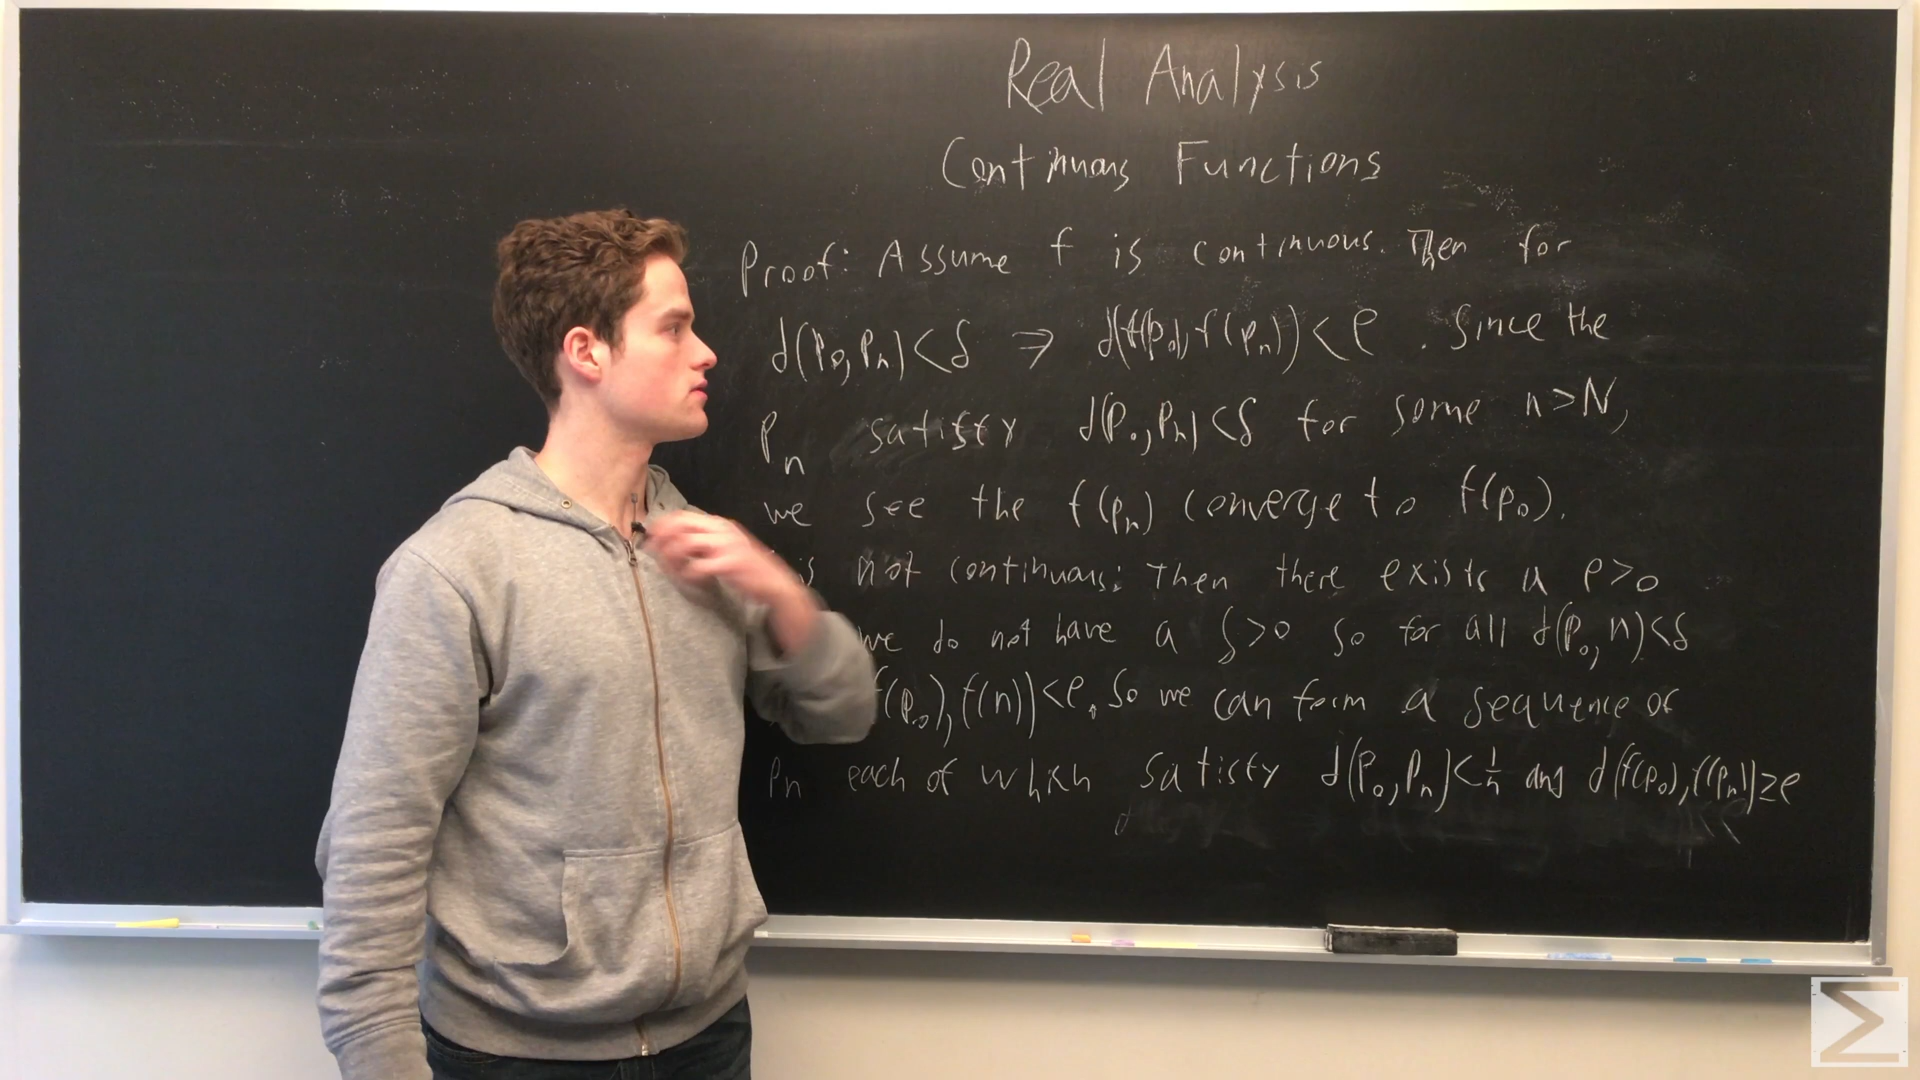 Real Analysis
Continuous Functions
Proof: Assume f is continuous. Then for
d(p₀,pₙ)<δ ⇒ d(f(p₀),f(pₙ))<e. Since the
pₙ satisfy d(p₀,pₙ)<δ for some n>N,
we see the f(pₙ) converge to f(p₀).
is not continuous: Then there exists a e>0
we do not have a δ>0 so for all d(p₀,n)<δ
f(p₀),f(n))<e. So we can form a sequence of
pₙ each of which satisfy d(p₀,pₙ)<1/n and d(f(p₀),f(pₙ))≥e
Σ